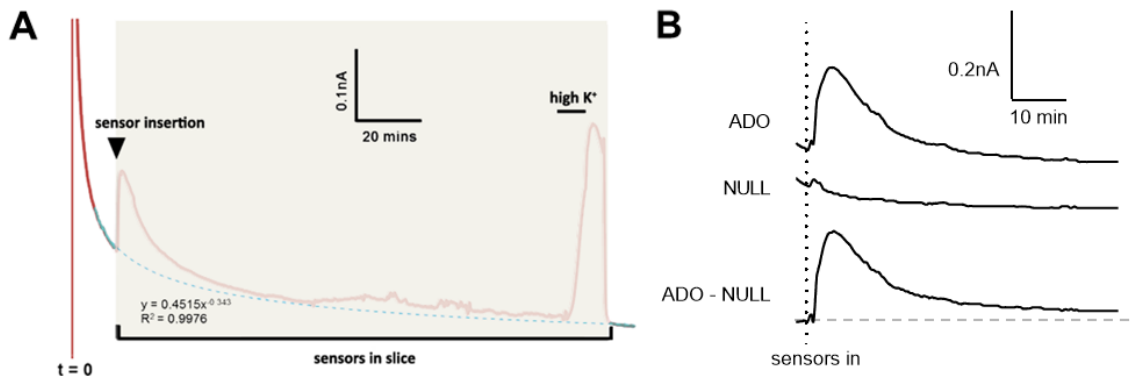 A
sensor insertion
0.1nA
20 mins
high K⁺
y = 0.4515x⁻⁰·³⁴³
R² = 0.9976
sensors in slice
t = 0
B
0.2nA
10 min
ADO
NULL
ADO - NULL
sensors in